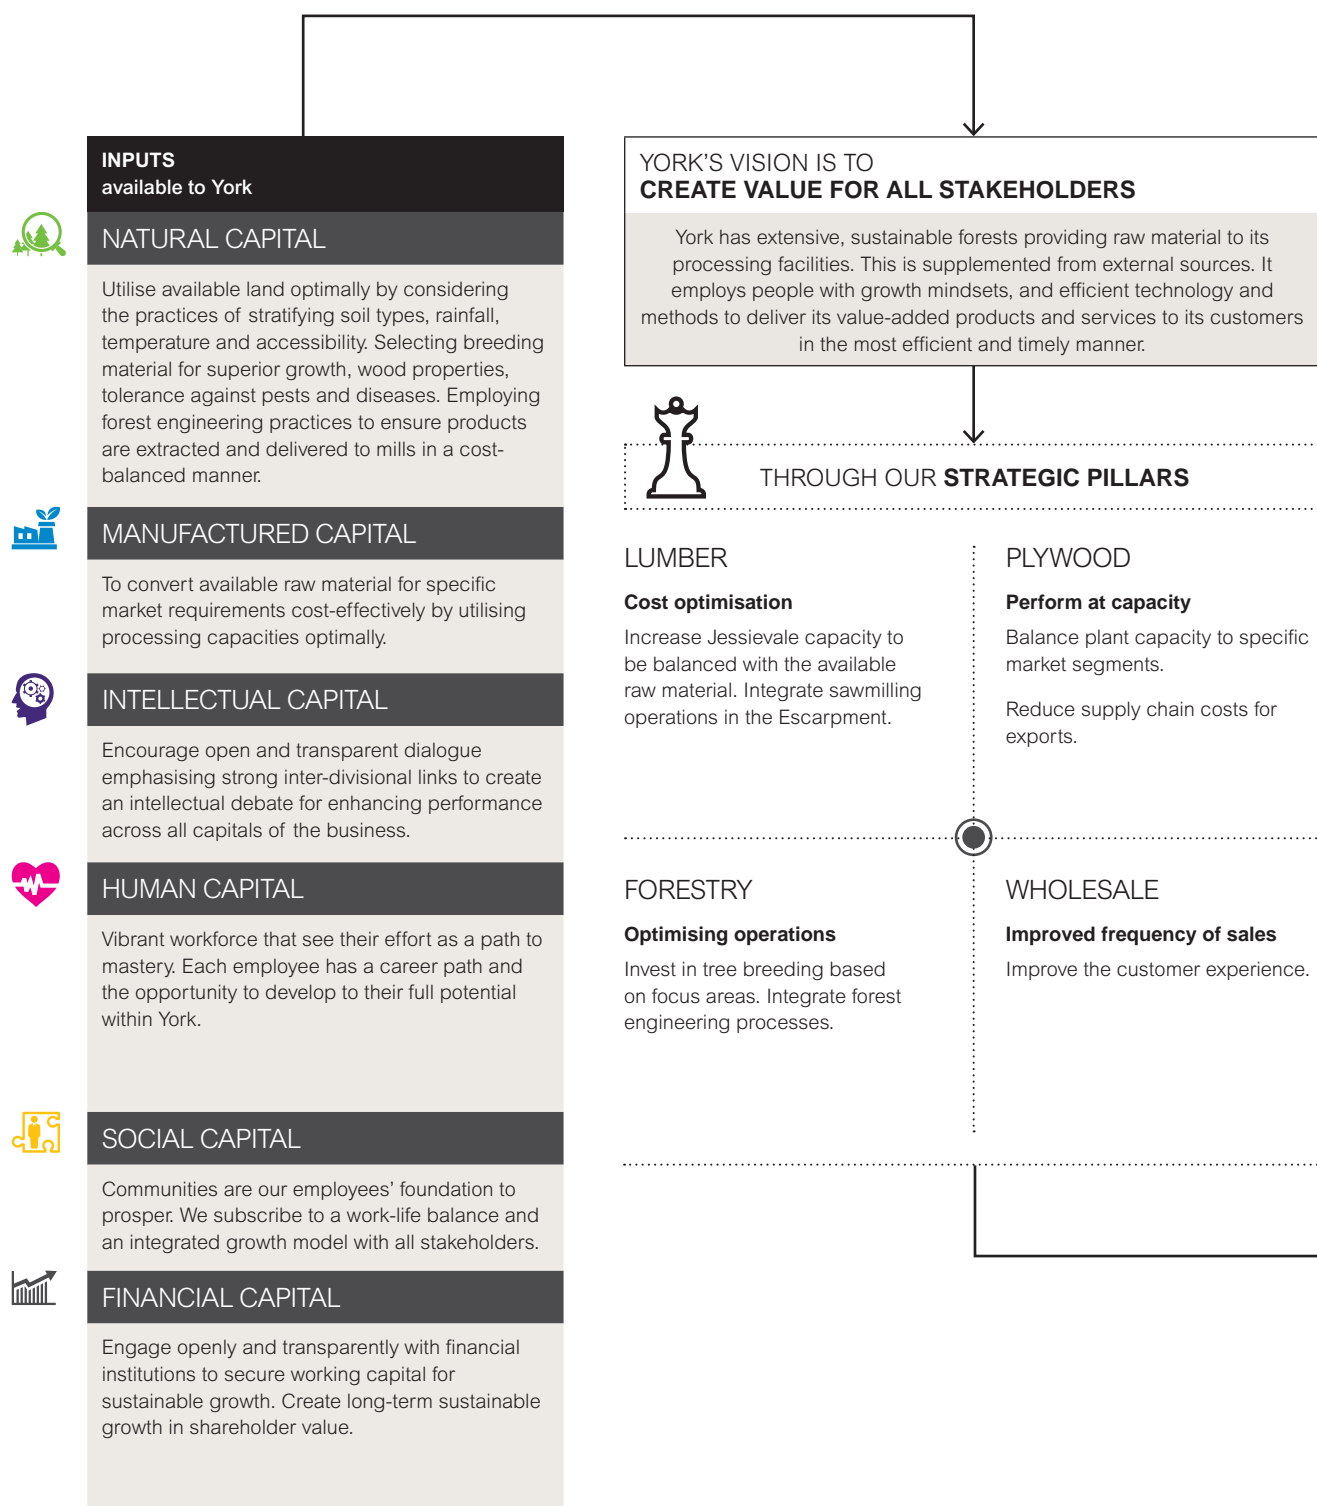 INPUTS
available to York
NATURAL CAPITAL
Utilise available land optimally by considering
the practices of stratifying soil types, rainfall,
temperature and accessibility. Selecting breeding
material for superior growth, wood properties,
tolerance against pests and diseases. Employing
forest engineering practices to ensure products
are extracted and delivered to mills in a cost-
balanced manner.
MANUFACTURED CAPITAL
To convert available raw material for specific
market requirements cost-effectively by utilising
processing capacities optimally.
INTELLECTUAL CAPITAL
Encourage open and transparent dialogue
emphasising strong inter-divisional links to create
an intellectual debate for enhancing performance
across all capitals of the business.
HUMAN CAPITAL
Vibrant workforce that see their effort as a path to
mastery. Each employee has a career path and
the opportunity to develop to their full potential
within York.
SOCIAL CAPITAL
Communities are our employees’ foundation to
prosper. We subscribe to a work-life balance and
an integrated growth model with all stakeholders.
FINANCIAL CAPITAL
Engage openly and transparently with financial
institutions to secure working capital for
sustainable growth. Create long-term sustainable
growth in shareholder value.
YORK’S VISION IS TO
CREATE VALUE FOR ALL STAKEHOLDERS
York has extensive, sustainable forests providing raw material to its
processing facilities. This is supplemented from external sources. It
employs people with growth mindsets, and efficient technology and
methods to deliver its value-added products and services to its customers
in the most efficient and timely manner.
THROUGH OUR STRATEGIC PILLARS
LUMBER
Cost optimisation
Increase Jessievale capacity to
be balanced with the available
raw material. Integrate sawmilling
operations in the Escarpment.
PLYWOOD
Perform at capacity
Balance plant capacity to specific
market segments.
Reduce supply chain costs for
exports.
FORESTRY
Optimising operations
Invest in tree breeding based
on focus areas. Integrate forest
engineering processes.
WHOLESALE
Improved frequency of sales
Improve the customer experience.